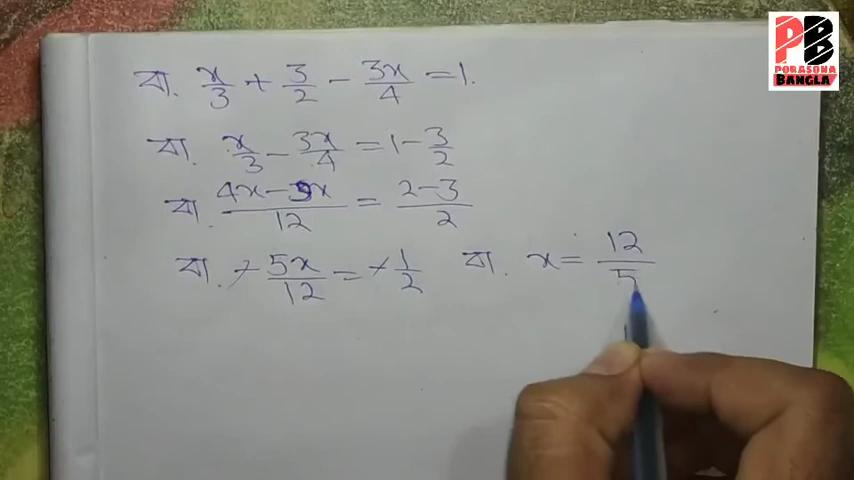 PB
PORASONA
BANGLA
বা. x/3 + 3/2 - 3x/4 = 1.
বা. x/3 - 3x/4 = 1 - 3/2
বা. (4x - 9x)/12 = (2-3)/2
বা. - 5x/12 = - 1/2 বা. x = 12/5